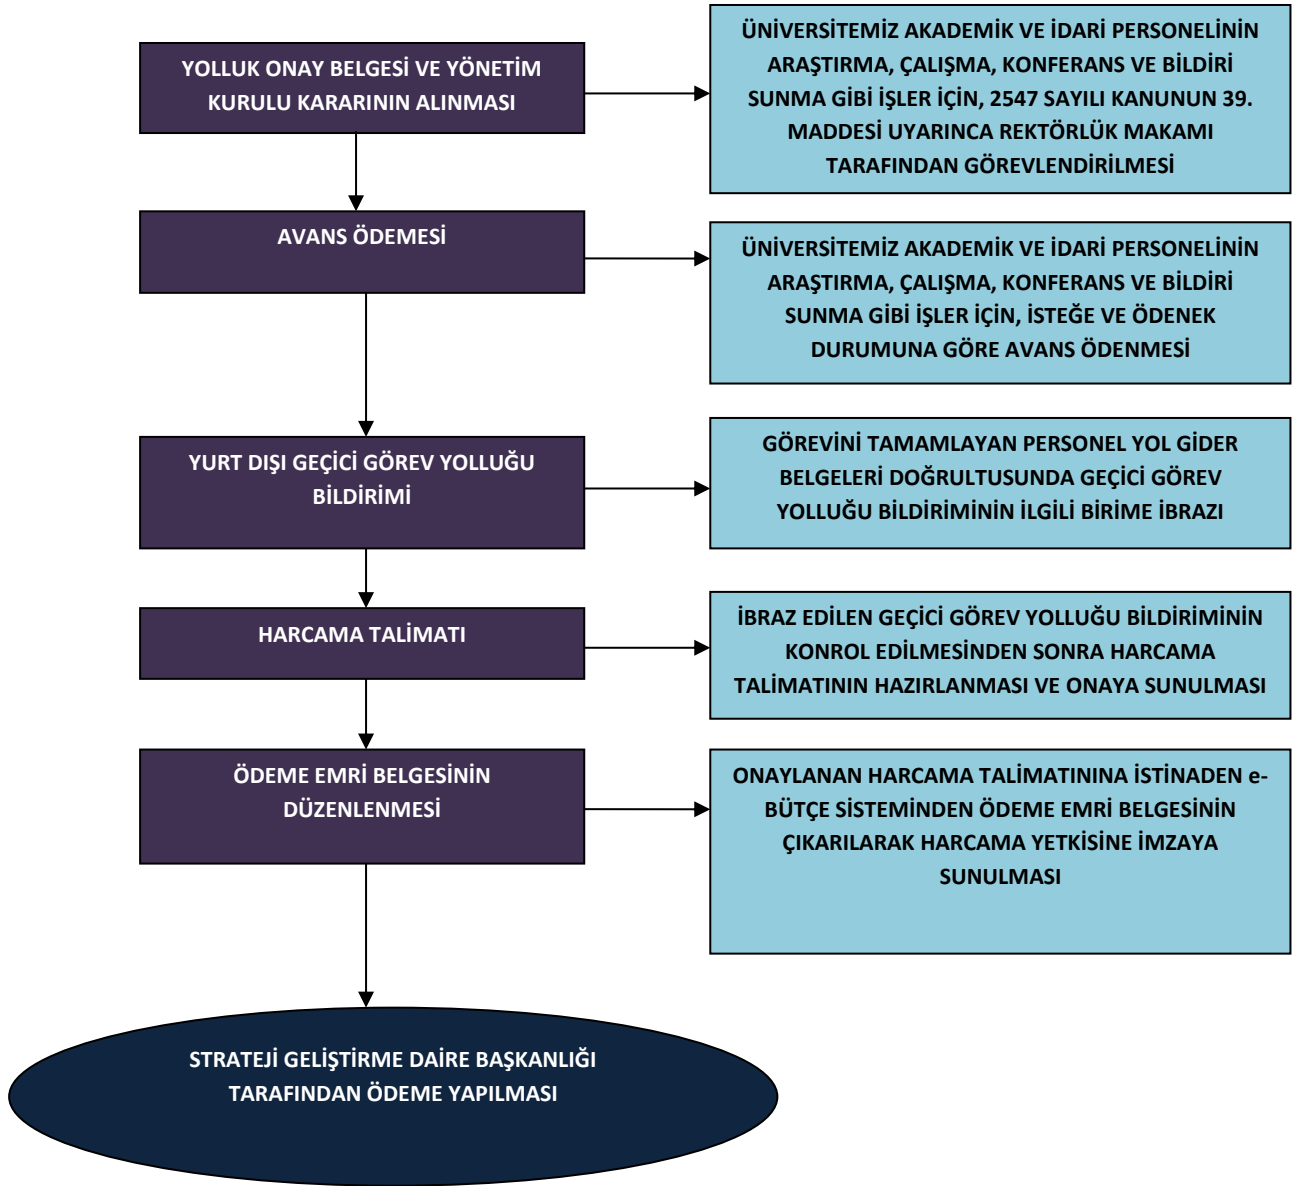 YOLLUK ONAY BELGESİ VE YÖNETİM
KURULU KARARININ ALINMASI
ÜNİVERSİTEMİZ AKADEMİK VE İDARİ PERSONELİNİN
ARAŞTIRMA, ÇALIŞMA, KONFERANS VE BİLDİRİ
SUNMA GİBİ İŞLER İÇİN, 2547 SAYILI KANUNUN 39.
MADDESİ UYARINCA REKTÖRLÜK MAKAMI
TARAFINDAN GÖREVLENDİRİLMESİ
AVANS ÖDEMESİ
ÜNİVERSİTEMİZ AKADEMİK VE İDARİ PERSONELİNİN
ARAŞTIRMA, ÇALIŞMA, KONFERANS VE BİLDİRİ
SUNMA GİBİ İŞLER İÇİN, İSTEĞE VE ÖDENEK
DURUMUNA GÖRE AVANS ÖDENMESİ
YURT DIŞI GEÇİCİ GÖREV YOLLUĞU
BİLDİRİMİ
GÖREVİNİ TAMAMLAYAN PERSONEL YOL GİDER
BELGELERİ DOĞRULTUSUNDA GEÇİCİ GÖREV
YOLLUĞU BİLDİRİMİNİN İLGİLİ BİRİME İBRAZI
HARCAMA TALİMATI
İBRAZ EDİLEN GEÇİCİ GÖREV YOLLUĞU BİLDİRİMİNİN
KONROL EDİLMESİNDEN SONRA HARCAMA
TALİMATININ HAZIRLANMASI VE ONAYA SUNULMASI
ÖDEME EMRİ BELGESİNİN
DÜZENLENMESİ
ONAYLANAN HARCAMA TALİMATININA İSTİNADEN e-
BÜTÇE SİSTEMİNDEN ÖDEME EMRİ BELGESİNİN
ÇIKARILARAK HARCAMA YETKİSİNE İMZAYA
SUNULMASI
STRATEJİ GELİŞTİRME DAİRE BAŞKANLIĞI
TARAFINDAN ÖDEME YAPILMASI